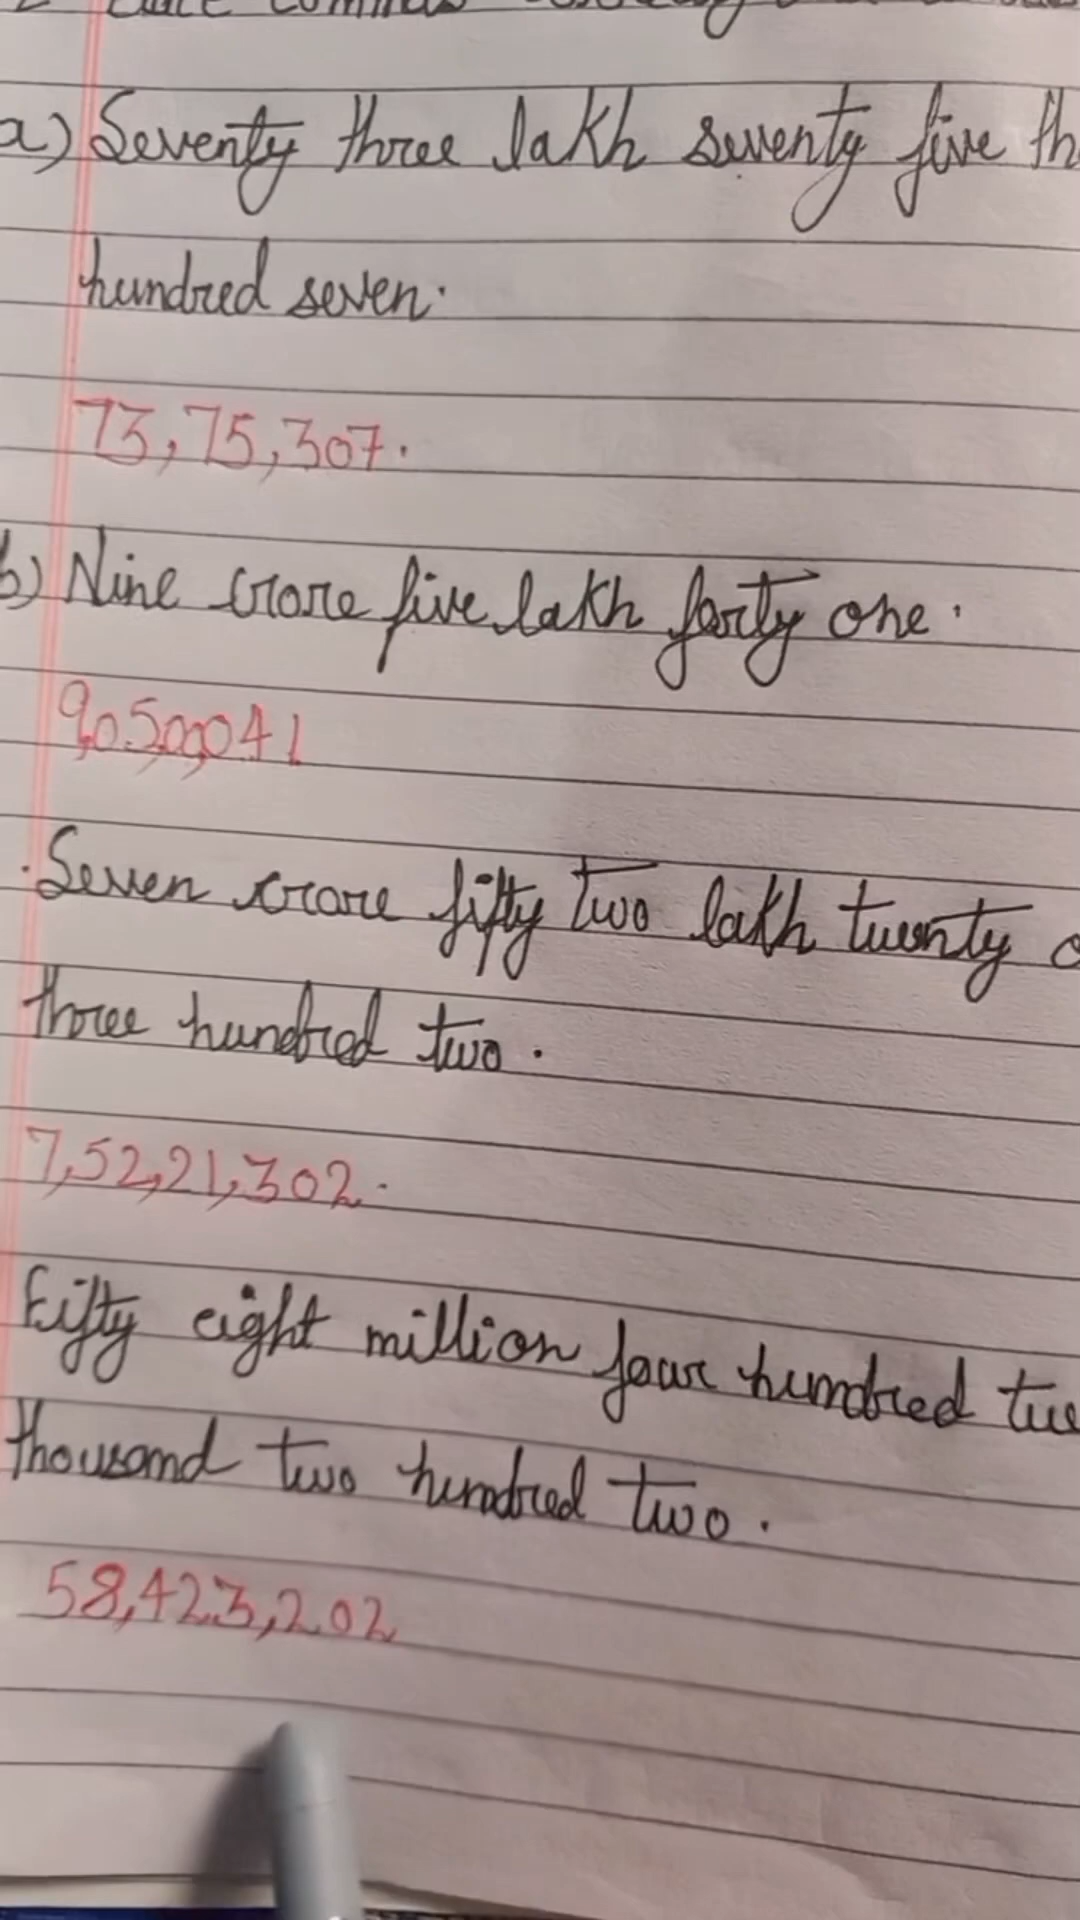 a) Seventy three lakh seventy five th
hundred seven.
73,75,307.
b) Nine crore five lakh forty one.
9,05,00,041
Seven crore fifty two lakh twenty o
three hundred two.
7,52,21,302.
Fifty eight million four hundred twe
thousand two hundred two.
58,423,202